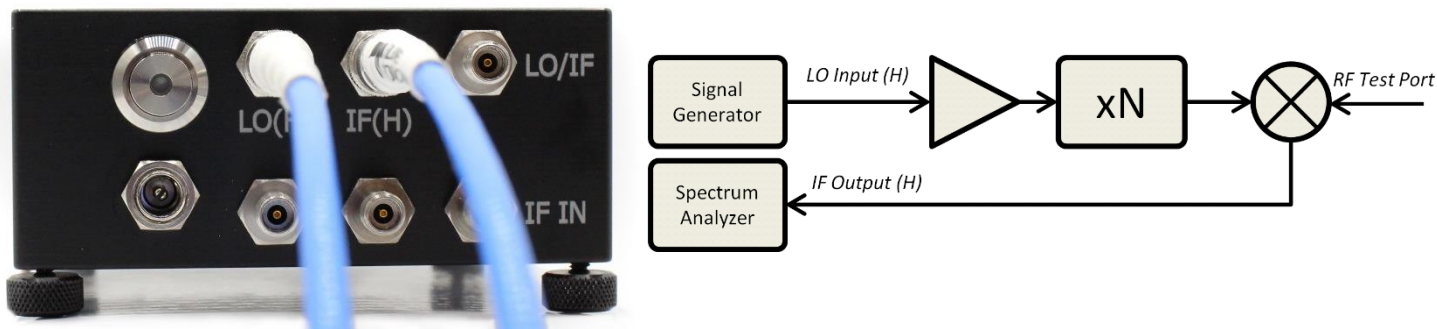 LO/IF
IF(H)
IF IN
Signal
Generator
LO Input (H)
xN
RF Test Port
Spectrum
Analyzer
IF Output (H)